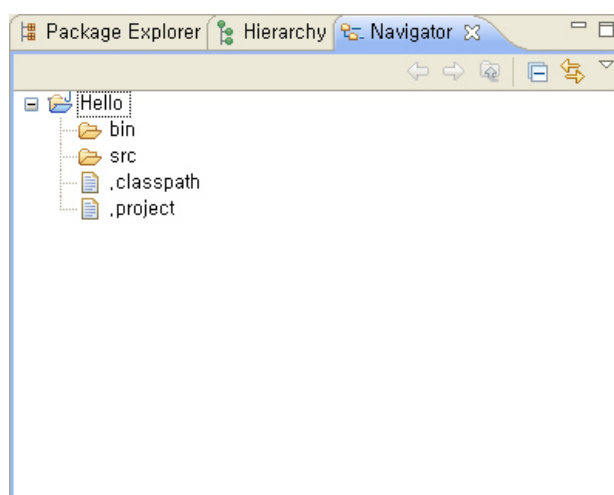 Package Explorer Hierarchy Navigator
Hello
bin
src
.classpath
.project